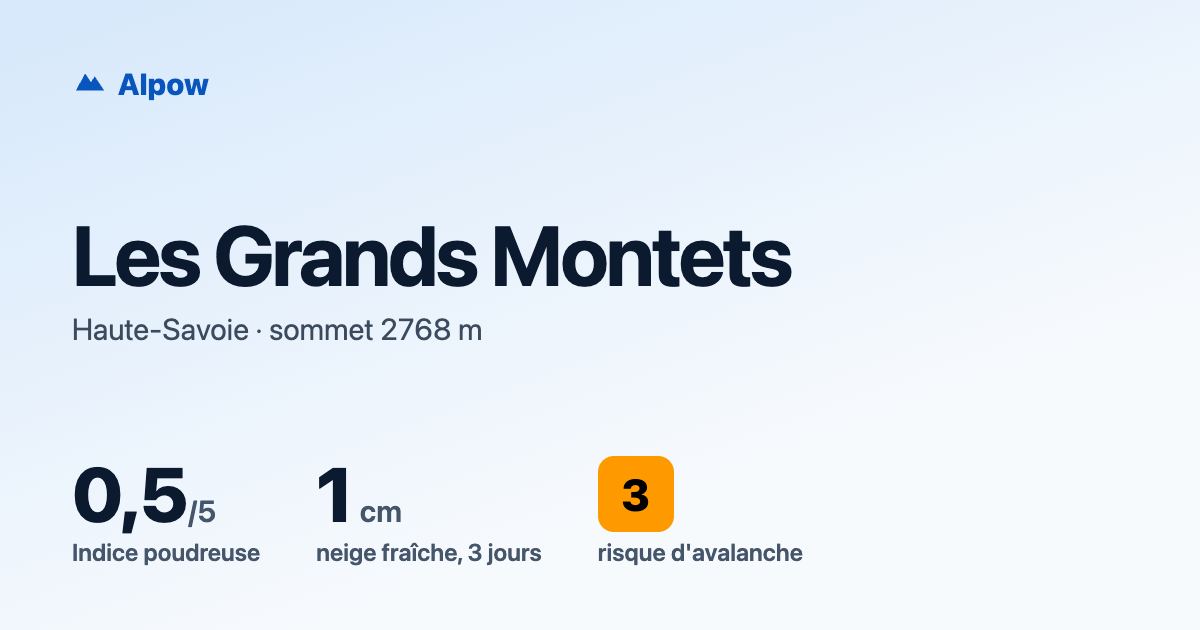 Alpow
Les Grands Montets
Haute-Savoie · sommet 2768 m
0,5/5
Indice poudreuse
1 cm
neige fraîche, 3 jours
3
risque d'avalanche